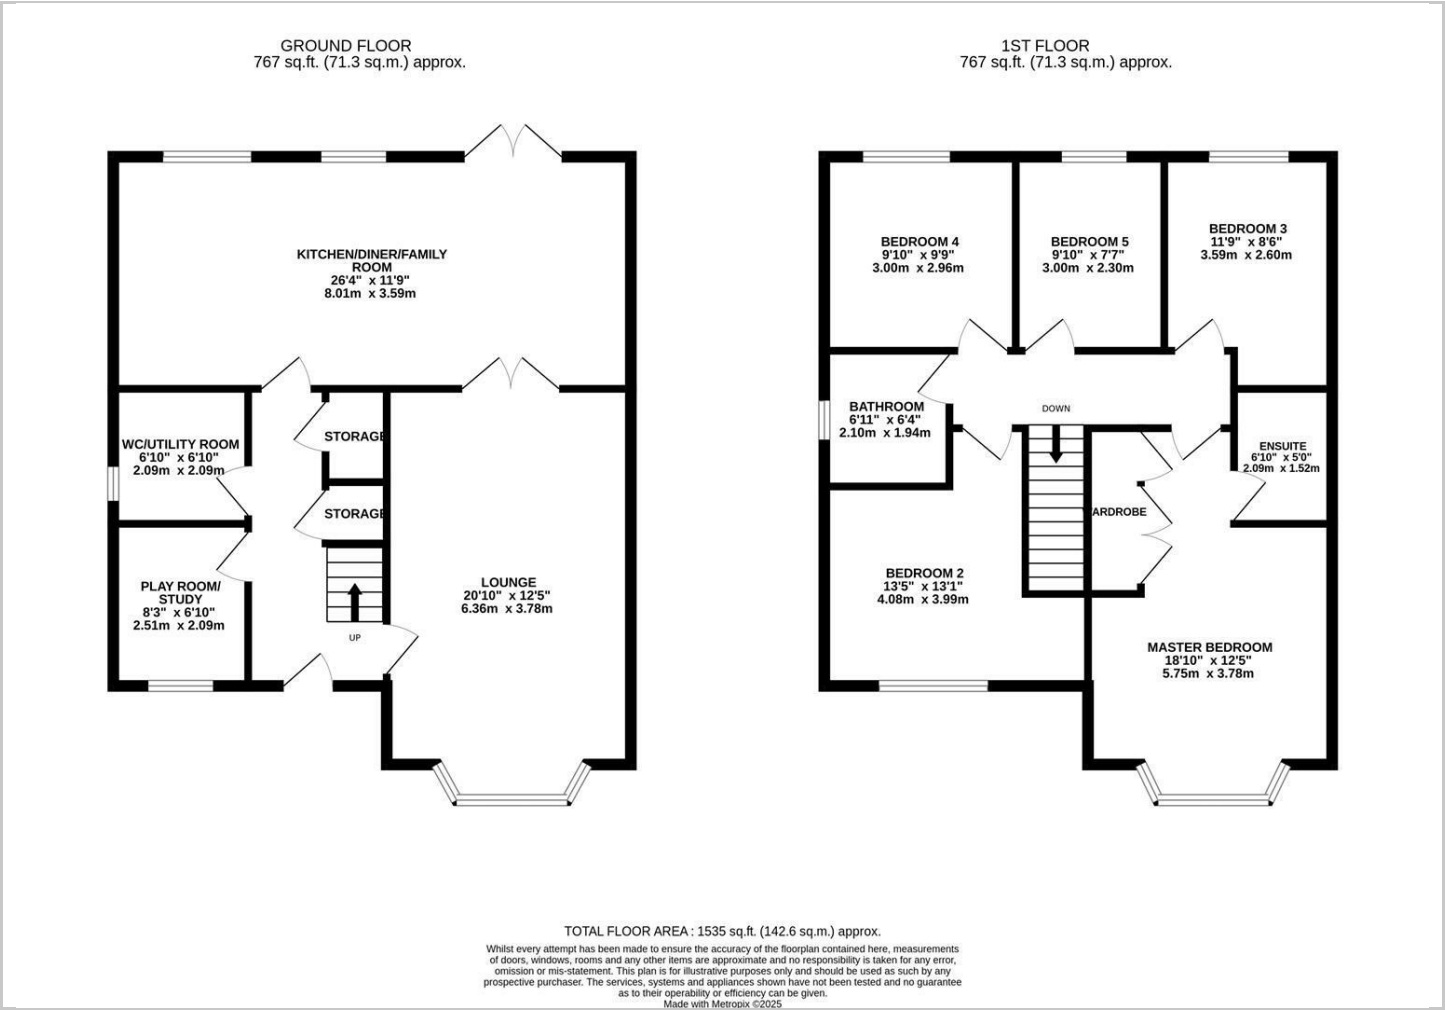 GROUND FLOOR
767 sq.ft. (71.3 sq.m.) approx.
KITCHEN/DINER/FAMILY
ROOM
26'4" x 11'9"
8.01m x 3.59m
WC/UTILITY ROOM
6'10" x 6'10"
2.09m x 2.09m
STORAGE
STORAGE
PLAY ROOM/
STUDY
8'3" x 6'10"
2.51m x 2.09m
UP
LOUNGE
20'10" x 12'5"
6.36m x 3.78m
1ST FLOOR
767 sq.ft. (71.3 sq.m.) approx.
BEDROOM 4
9'10" x 9'9"
3.00m x 2.96m
BEDROOM 5
9'10" x 7'7"
3.00m x 2.30m
BEDROOM 3
11'9" x 8'6"
3.59m x 2.60m
BATHROOM
6'11" x 6'4"
2.10m x 1.94m
DOWN
ENSUITE
6'10" x 5'0"
2.09m x 1.52m
WARDROBE
BEDROOM 2
13'5" x 13'1"
4.08m x 3.99m
MASTER BEDROOM
18'10" x 12'5"
5.75m x 3.78m
TOTAL FLOOR AREA : 1535 sq.ft. (142.6 sq.m.) approx.
Whilst every attempt has been made to ensure the accuracy of the floorplan contained here, measurements
of doors, windows, rooms and any other items are approximate and no responsibility is taken for any error,
omission or mis-statement. This plan is for illustrative purposes only and should be used as such by any
prospective purchaser. The services, systems and appliances shown have not been tested and no guarantee
as to their operability or efficiency can be given.
Made with Metropix ©2025